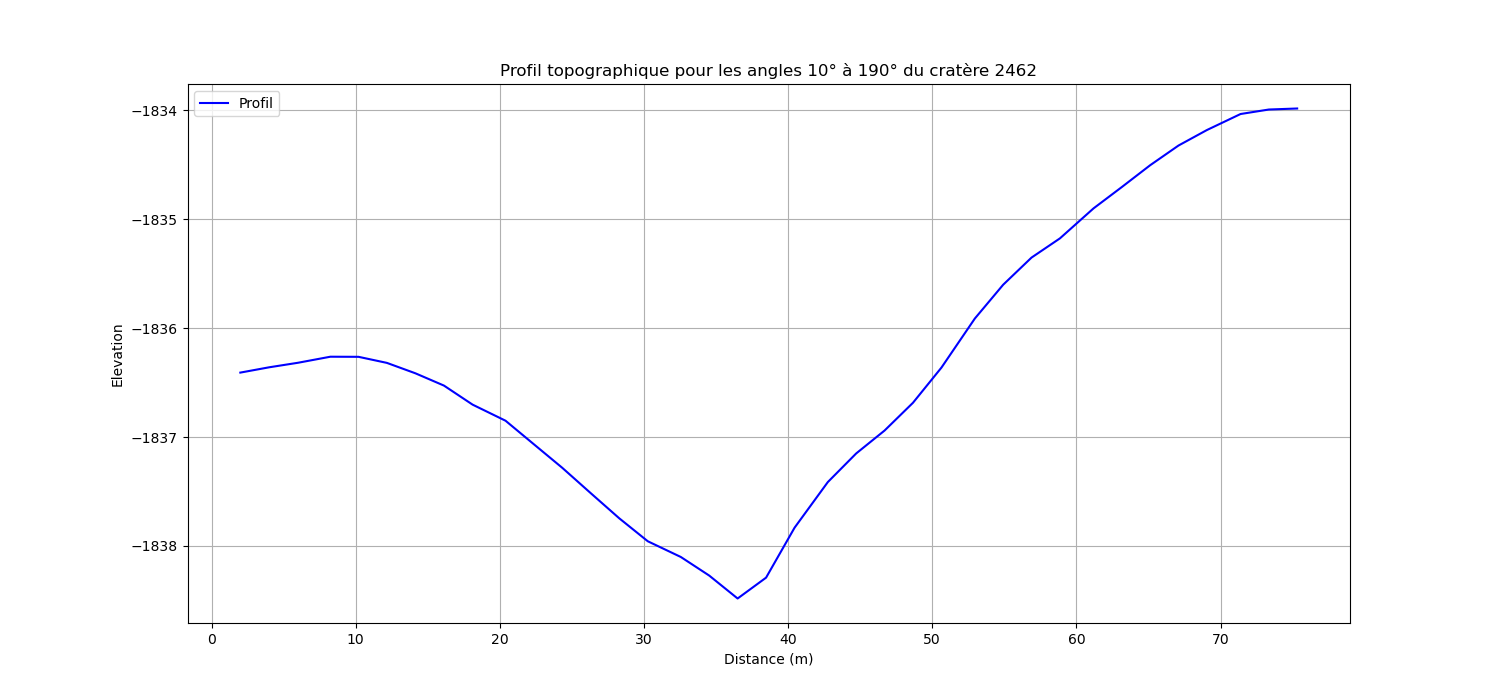 Profil topographique pour les angles 10° à 190° du cratère 2462
Profil
−1834
−1835
−1836
−1837
−1838
Elevation
0 10 20 30 40 50 60 70
Distance (m)